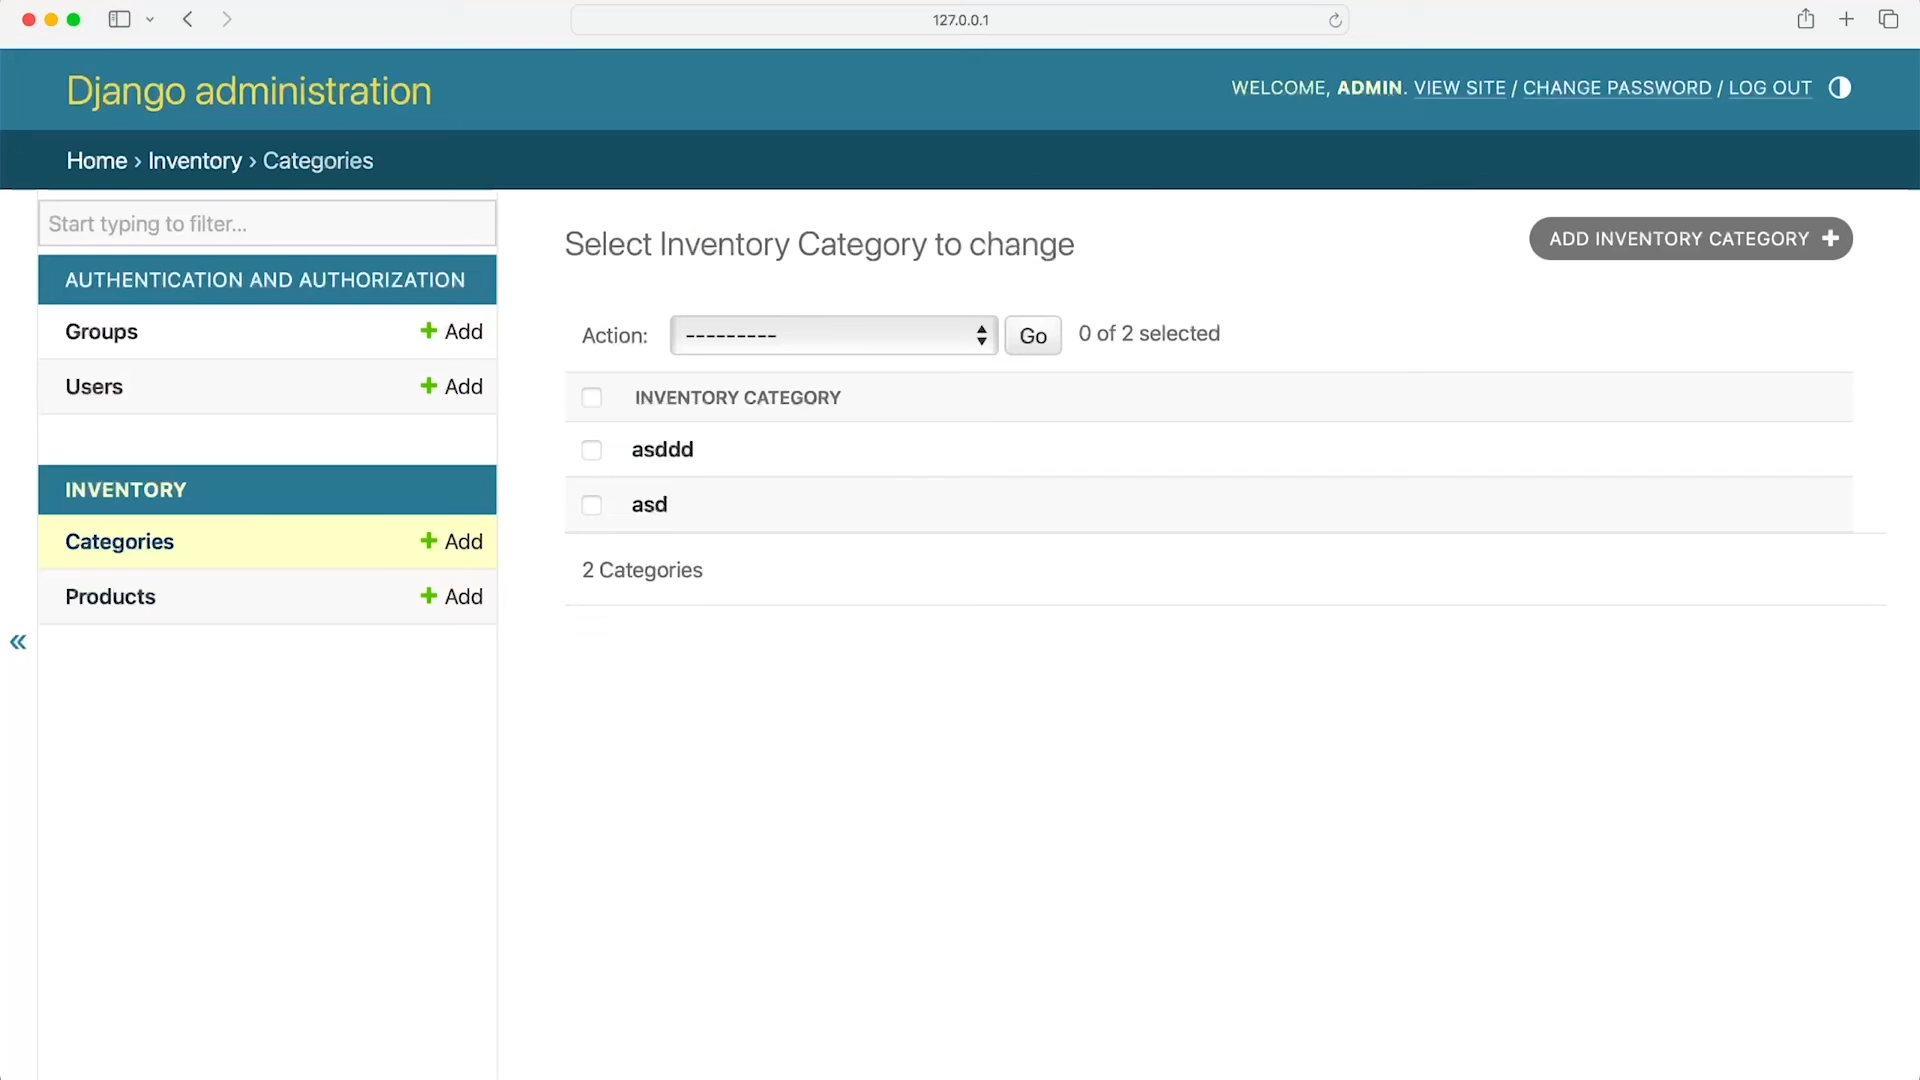 127.0.0.1
Django administration
WELCOME, ADMIN. VIEW SITE / CHANGE PASSWORD / LOG OUT
Home › Inventory › Categories
Start typing to filter...
AUTHENTICATION AND AUTHORIZATION
Groups
+ Add
Users
+ Add
INVENTORY
Categories
+ Add
Products
+ Add
«
Select Inventory Category to change
ADD INVENTORY CATEGORY +
Action: --------- Go 0 of 2 selected
INVENTORY CATEGORY
asddd
asd
2 Categories